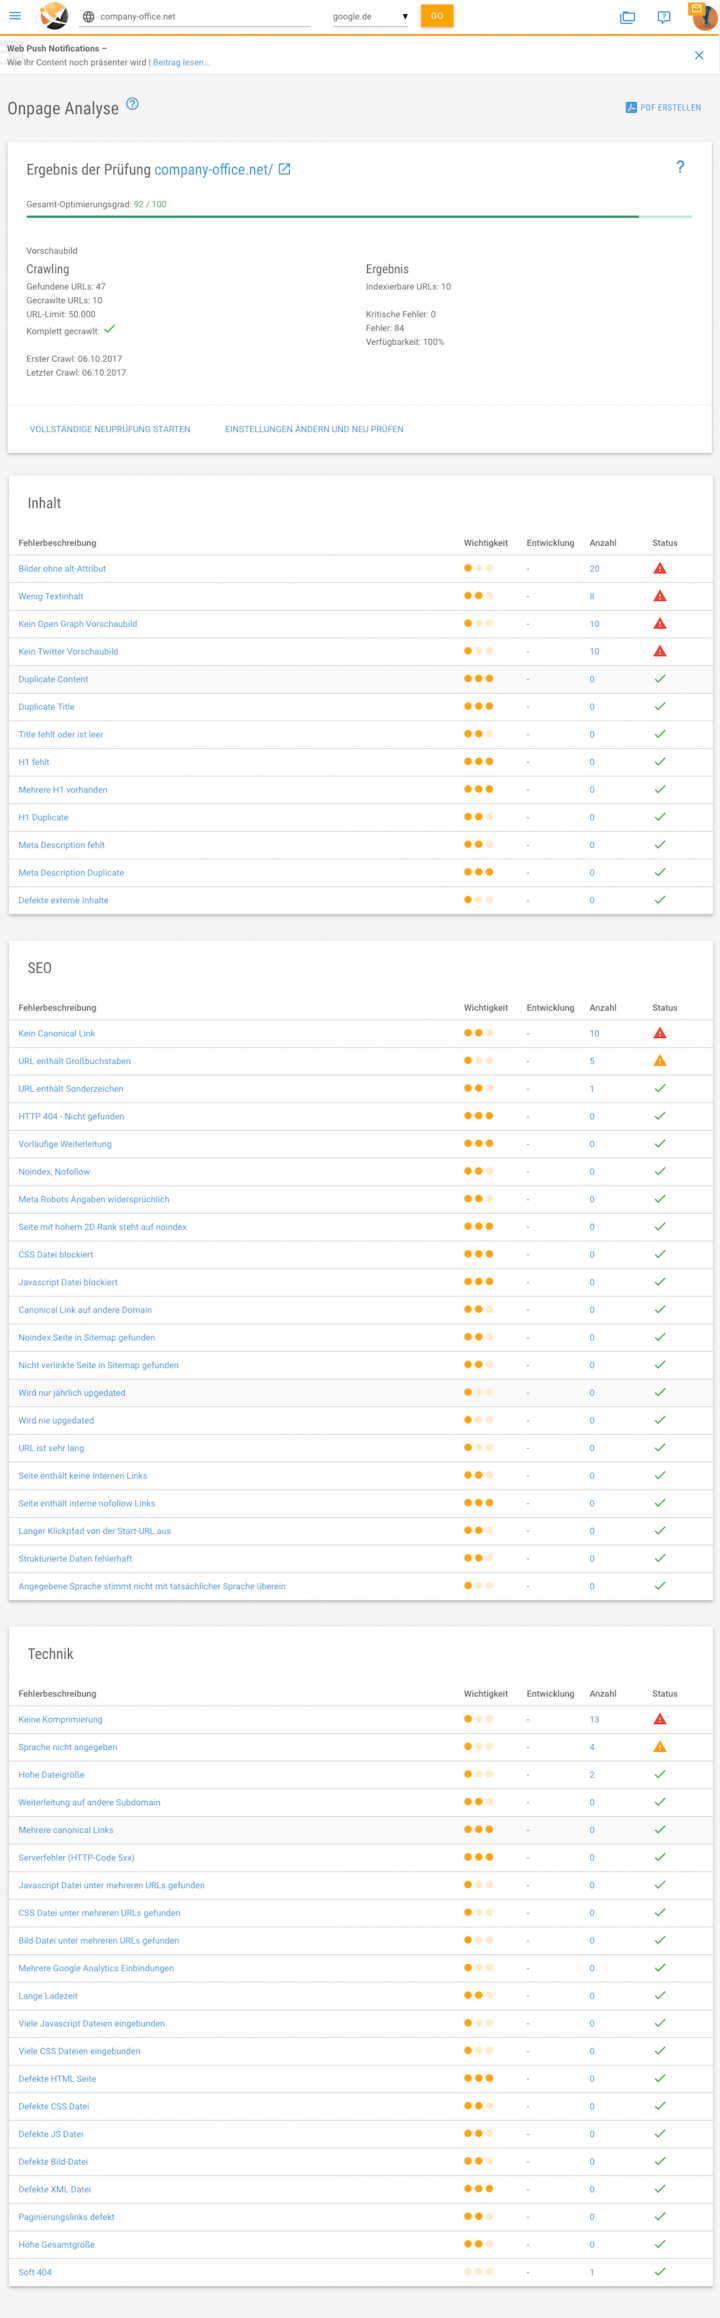 company-office.net google.de GO
Web Push Notifications –
Wie Ihr Content noch präsenter wird | Beitrag lesen...
Onpage Analyse ? PDF ERSTELLEN
Ergebnis der Prüfung company-office.net/ ?
Gesamt-Optimierungsgrad: 92 / 100
Vorschaubild
Crawling
Gefundene URLs: 47
Gecrawlte URLs: 10
URL-Limit: 50.000
Komplett gecrawlt:
Erster Crawl: 06.10.2017
Letzter Crawl: 06.10.2017
Ergebnis
Indexierbare URLs: 10
Kritische Fehler: 0
Fehler: 84
Verfügbarkeit: 100%
VOLLSTÄNDIGE NEUPRÜFUNG STARTEN EINSTELLUNGEN ÄNDERN UND NEU PRÜFEN
Inhalt
Fehlerbeschreibung Wichtigkeit Entwicklung Anzahl Status
Bilder ohne alt-Attribut - 20
Wenig Textinhalt - 8
Kein Open Graph Vorschaubild - 10
Kein Twitter Vorschaubild - 10
Duplicate Content - 0
Duplicate Title - 0
Title fehlt oder ist leer - 0
H1 fehlt - 0
Mehrere H1 vorhanden - 0
H1 Duplicate - 0
Meta Description fehlt - 0
Meta Description Duplicate - 0
Defekte externe Inhalte - 0
SEO
Fehlerbeschreibung Wichtigkeit Entwicklung Anzahl Status
Kein Canonical Link - 10
URL enthält Großbuchstaben - 5
URL enthält Sonderzeichen - 1
HTTP 404 - Nicht gefunden - 0
Vorläufige Weiterleitung - 0
Noindex, Nofollow - 0
Meta Robots Angaben widersprüchlich - 0
Seite mit hohem 2D Rank steht auf noindex - 0
CSS Datei blockiert - 0
Javascript Datei blockiert - 0
Canonical Link auf andere Domain - 0
Noindex Seite in Sitemap gefunden - 0
Nicht verlinkte Seite in Sitemap gefunden - 0
Wird nur jährlich upgedated - 0
Wird nie upgedated - 0
URL ist sehr lang - 0
Seite enthält keine Internen Links - 0
Seite enthält interne nofollow Links - 0
Langer Klickpfad von der Start-URL aus - 0
Strukturierte Daten fehlerhaft - 0
Angegebene Sprache stimmt nicht mit tatsächlicher Sprache überein - 0
Technik
Fehlerbeschreibung Wichtigkeit Entwicklung Anzahl Status
Keine Komprimierung - 13
Sprache nicht angegeben - 4
Hohe Dateigröße - 2
Weiterleitung auf andere Subdomain - 0
Mehrere canonical Links - 0
Serverfehler (HTTP-Code 5xx) - 0
Javascript Datei unter mehreren URLs gefunden - 0
CSS Datei unter mehreren URLs gefunden - 0
Bild-Datei unter mehreren URLs gefunden - 0
Mehrere Google Analytics Einbindungen - 0
Lange Ladezeit - 0
Viele Javascript Dateien eingebunden - 0
Viele CSS Dateien eingebunden - 0
Defekte HTML Seite - 0
Defekte CSS Datei - 0
Defekte JS Datei - 0
Defekte Bild-Datei - 0
Defekte XML Datei - 0
Paginierungslinks defekt - 0
Hohe Gesamtgröße - 0
Soft 404 - 1